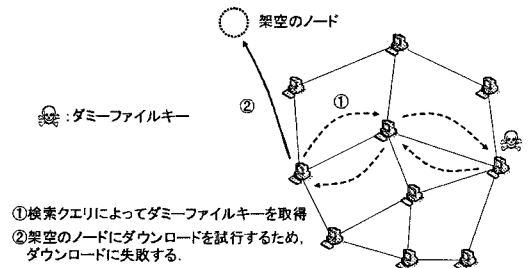 架空のノード
②
①
:ダミーファイルキー
①検索クエリによってダミーファイルキーを取得
②架空のノードにダウンロードを試行するため,
ダウンロードに失敗する.